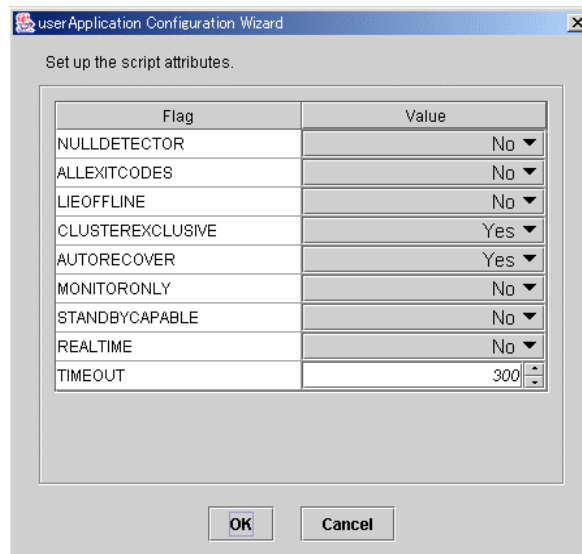 userApplication Configuration Wizard
Set up the script attributes.
Flag Value
NULLDETECTOR No
ALLEXITCODES No
LIEOFFLINE No
CLUSTEREXCLUSIVE Yes
AUTORECOVER Yes
MONITORONLY No
STANDBYCAPABLE No
REALTIME No
TIMEOUT 300
OK Cancel